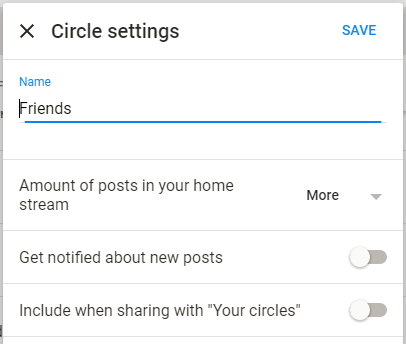 Circle settings SAVE
Name
Friends
Amount of posts in your home
stream
More
Get notified about new posts
Include when sharing with "Your circles"